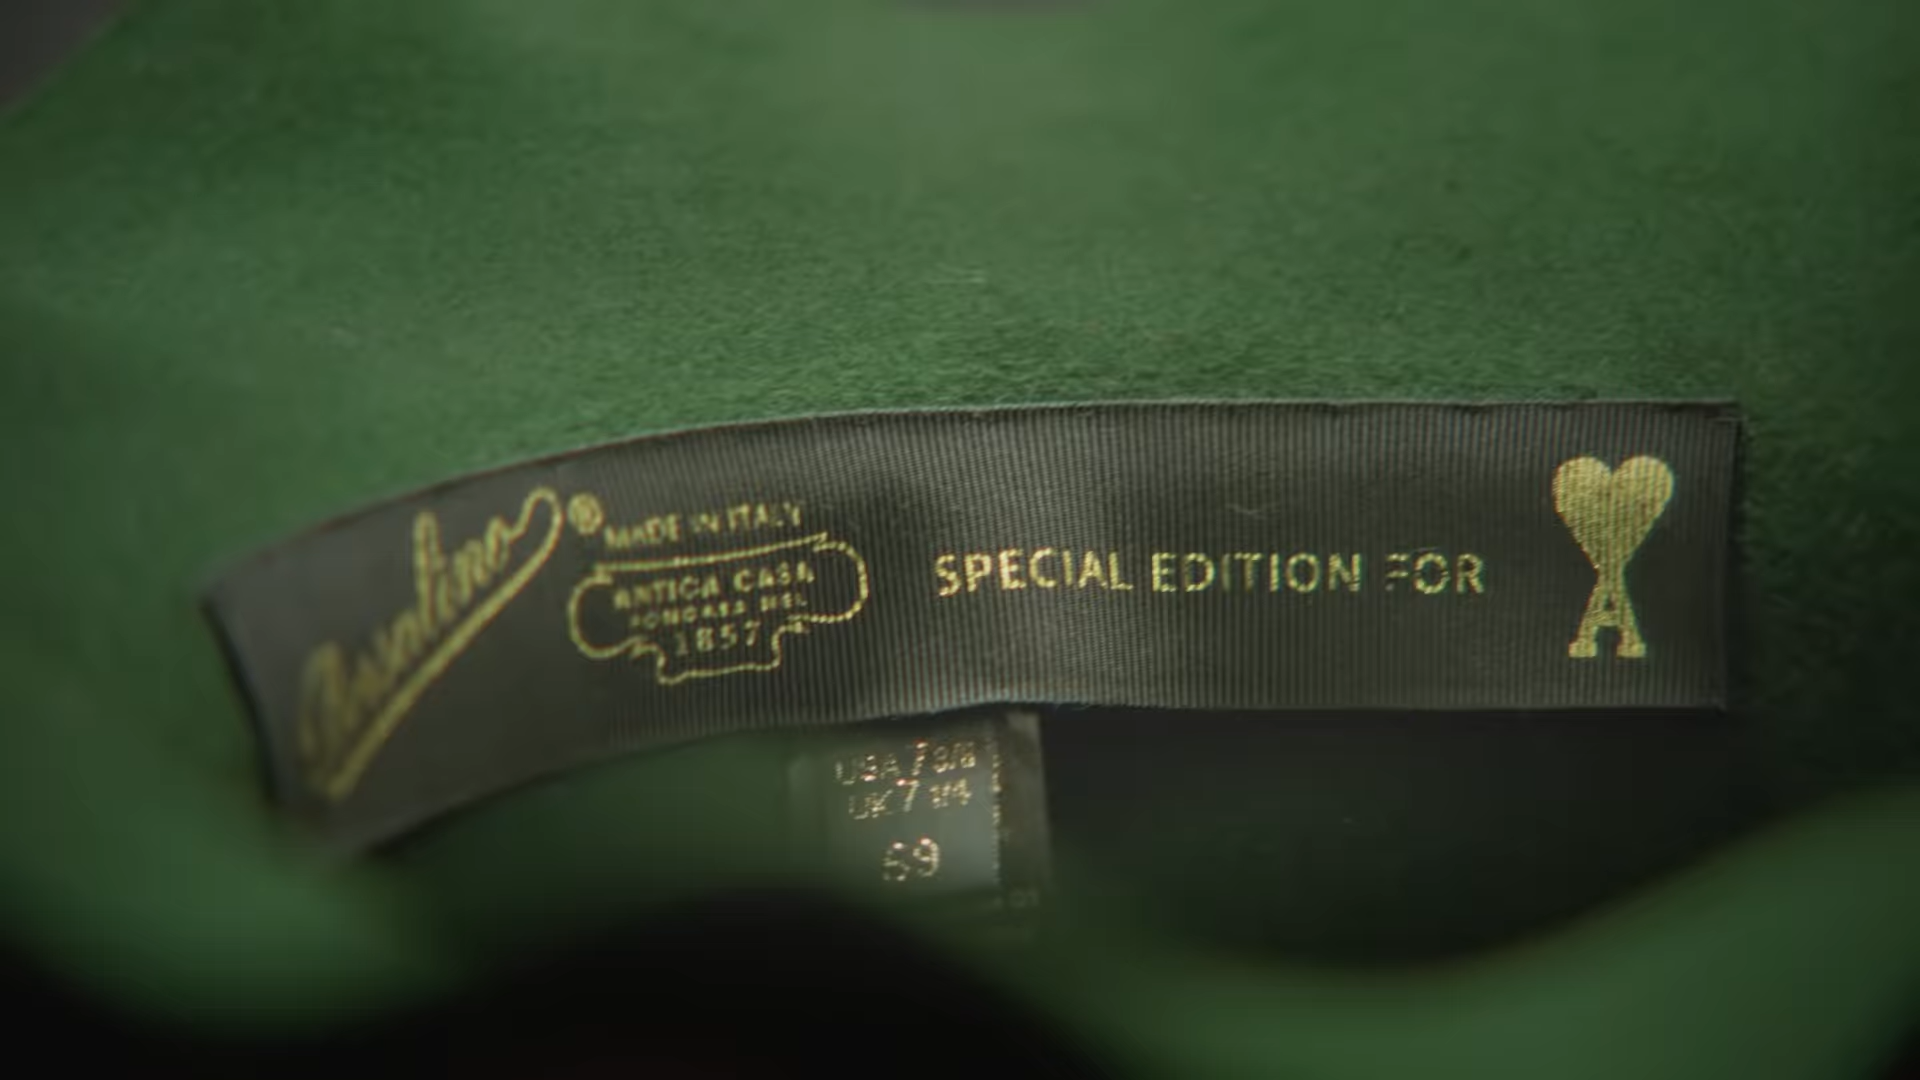 Borsalino®
MADE IN ITALY
ANTICA CASA
FONDATA NEL
1857
SPECIAL EDITION FOR
A
USA 7 3/8
UK 7 1/4
59